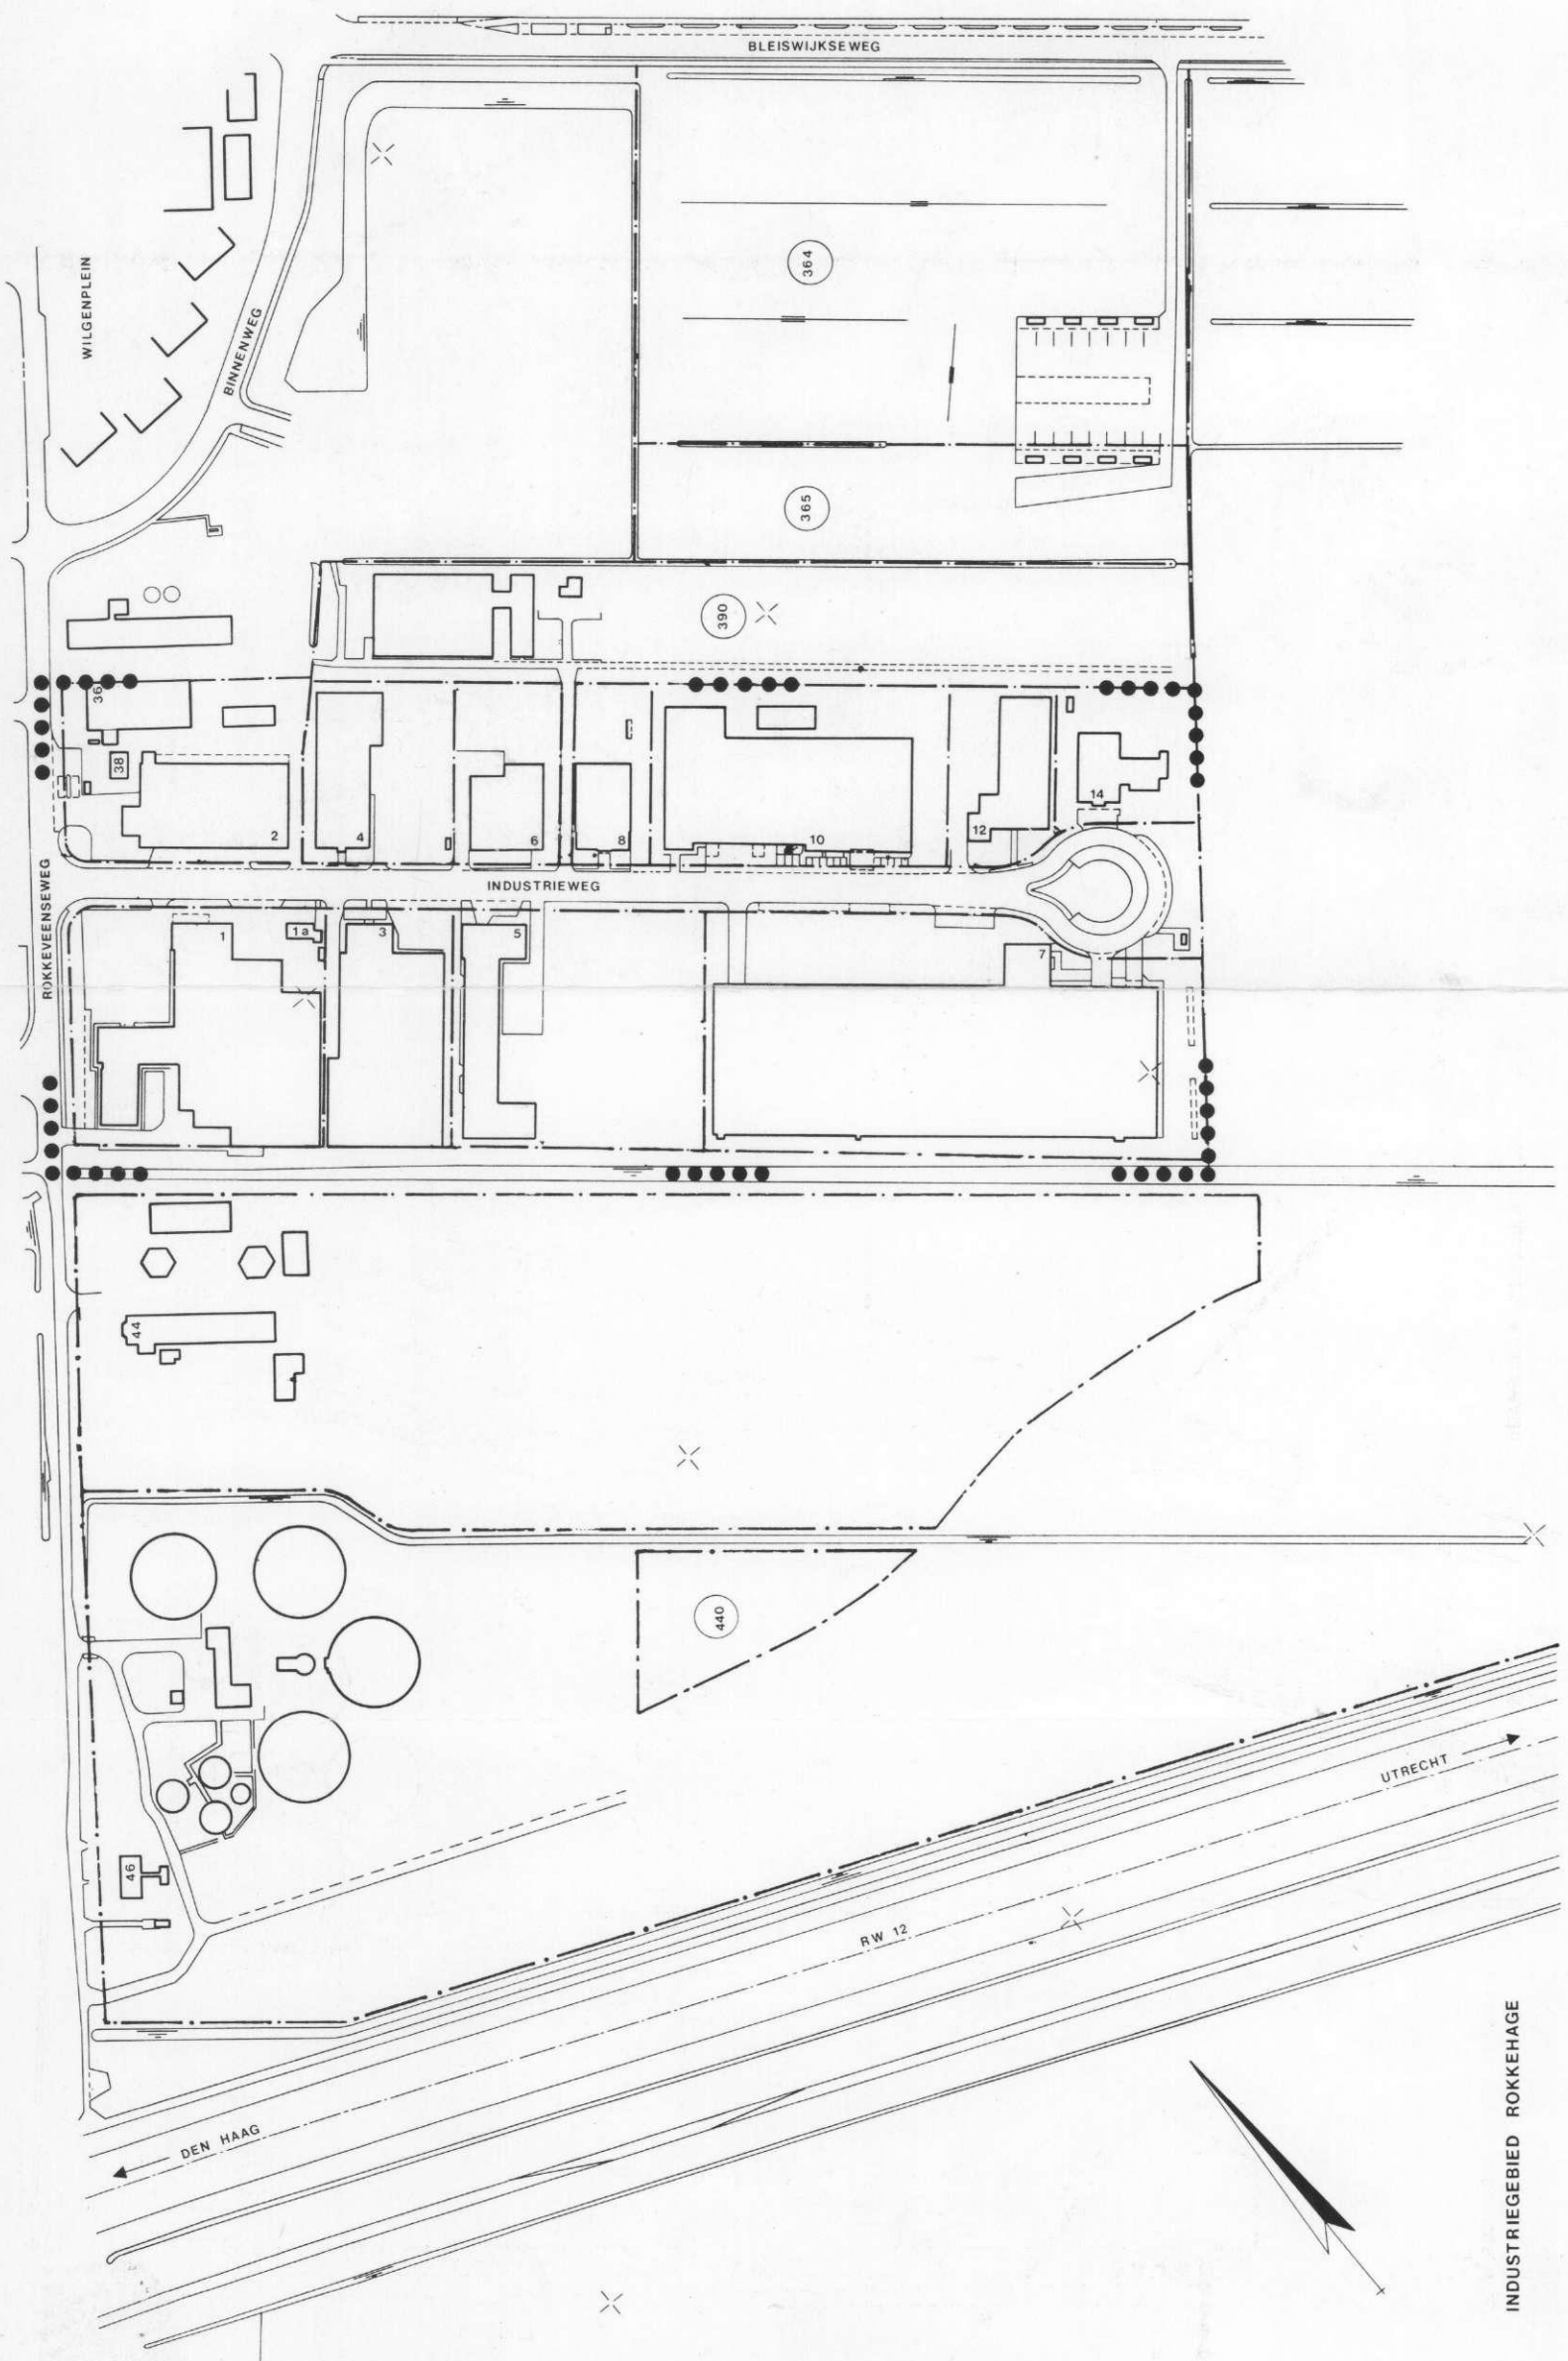 BLEISWIJKSEWEG
WILGENPLEIN
BINNENWEG
364
365
390
36
38
2
4
6
8
10
12
14
INDUSTRIEWEG
ROKKEVEENSEWEG
1
1a
3
5
7
44
440
46
UTRECHT
RW 12
DEN HAAG
INDUSTRIEGEBIED ROKKEHAGE